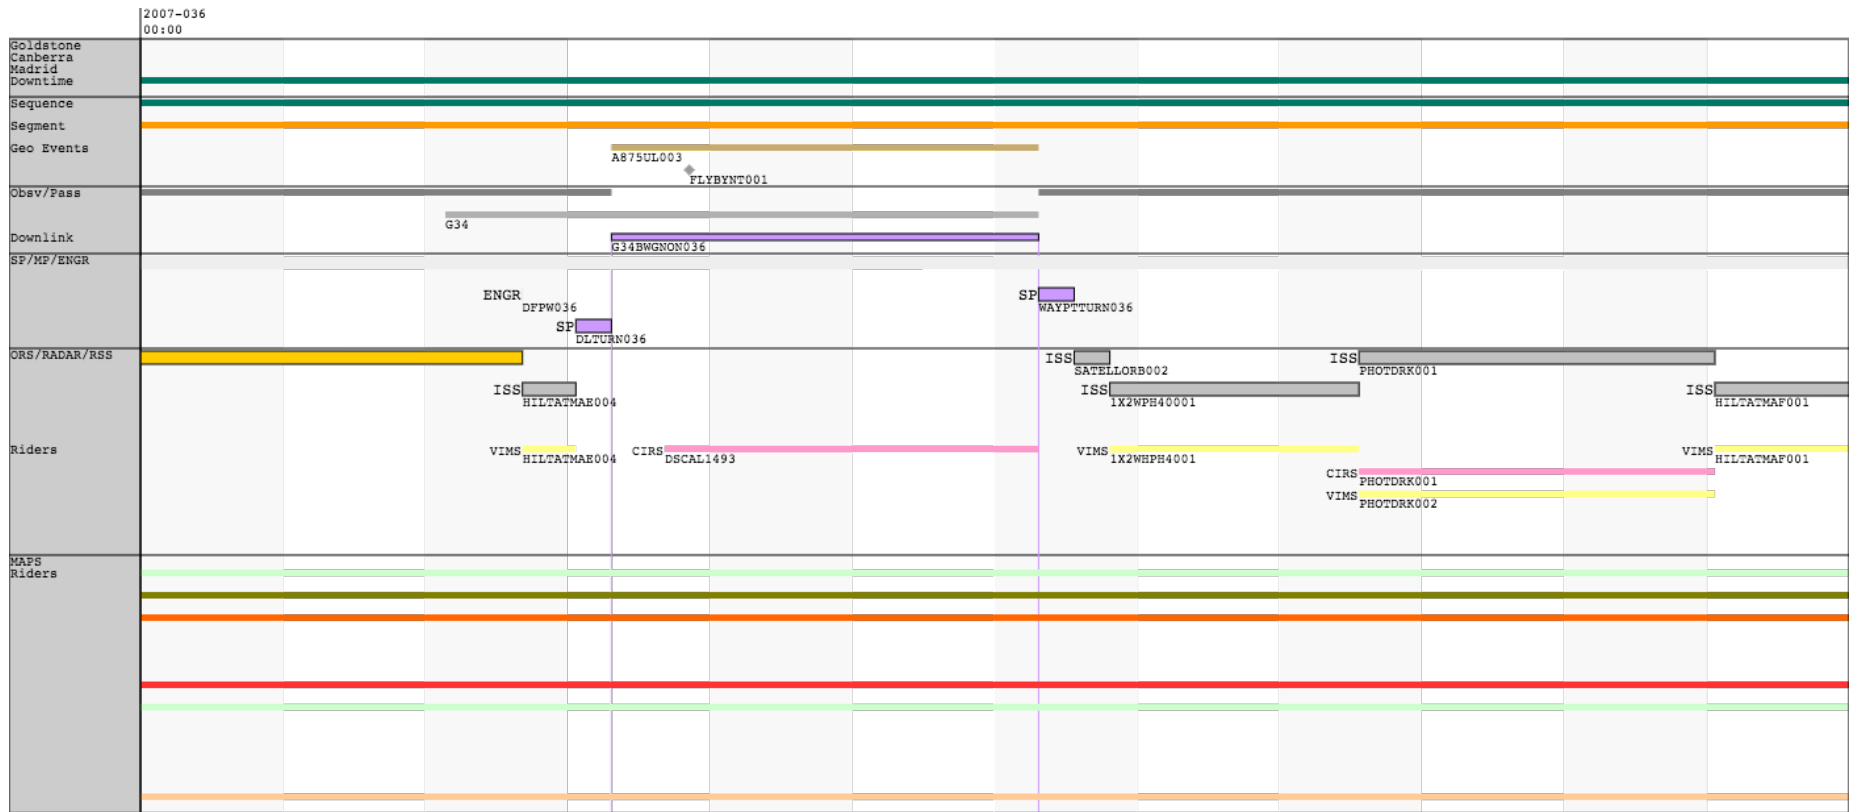 2007-036
00:00
Goldstone
Canberra
Madrid
Downtime
Sequence
Segment
Geo Events
A875UL003
FLYBYNT001
Obsv/Pass
G34
Downlink
G34BWGNON036
SP/MP/ENGR
ENGR
DFPW036
SP
WAYPTTURN036
SP
DLTURN036
ORS/RADAR/RSS
ISS
SATELLORB002
ISS
PHOTDRK001
ISS
HILTATMAE004
ISS
1X2WPH40001
ISS
HILTATMAF001
Riders
VIMS
HILTATMAE004
CIRS
DSCAL1493
VIMS
1X2WHPH4001
VIMS
HILTATMAF001
CIRS
PHOTDRK001
VIMS
PHOTDRK002
MAPS
Riders